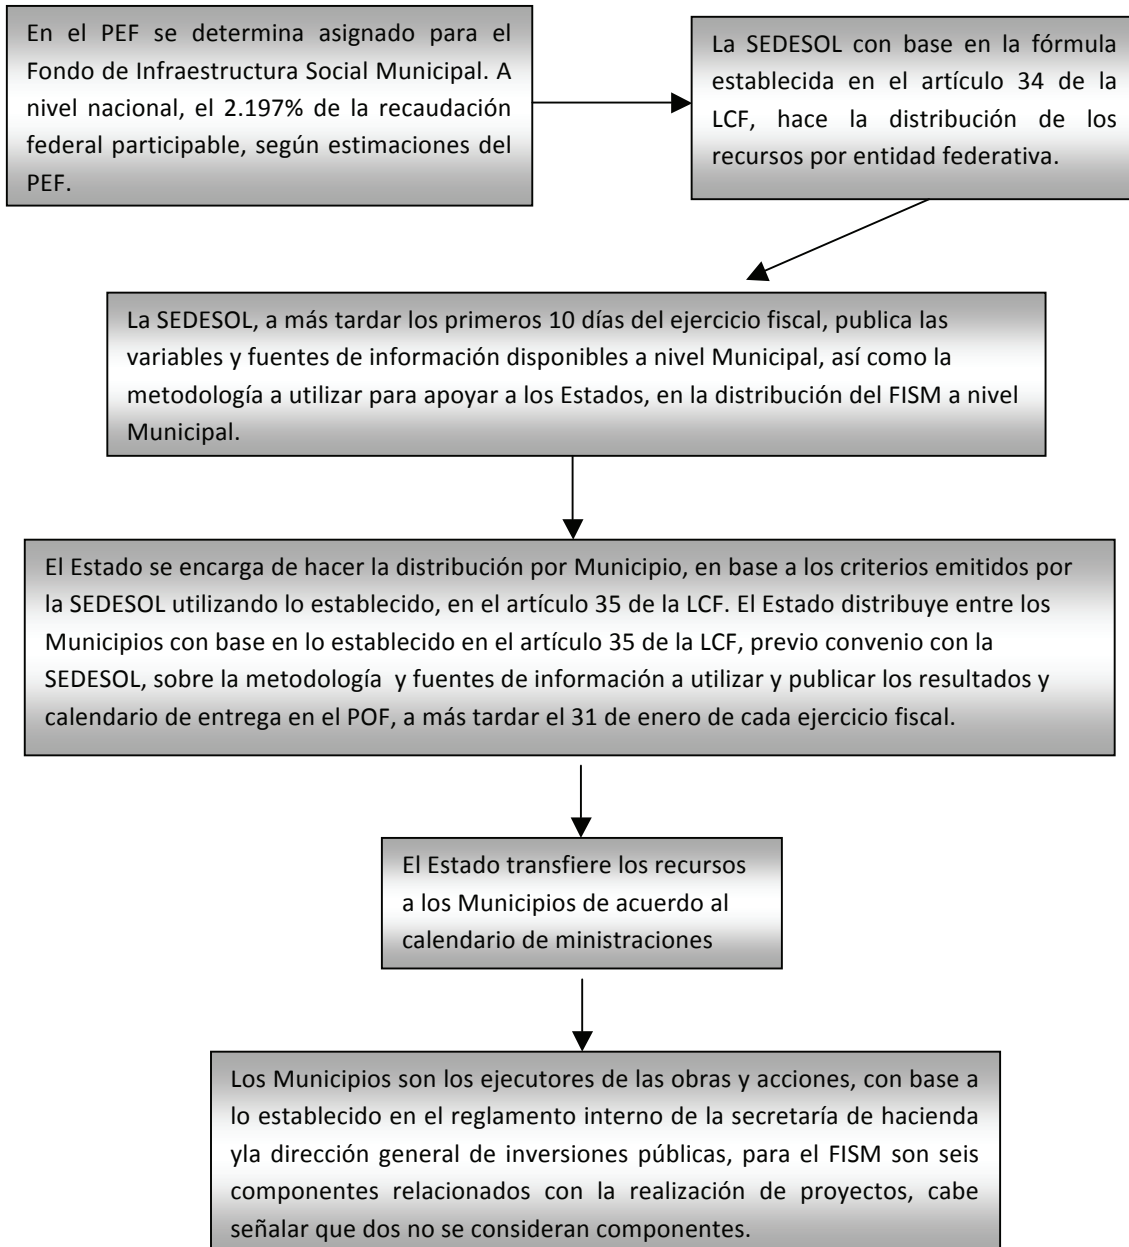 En el PEF se determina asignado para el
Fondo de Infraestructura Social Municipal. A
nivel nacional, el 2.197% de la recaudación
federal participable, según estimaciones del
PEF.
La SEDESOL con base en la fórmula
establecida en el artículo 34 de la
LCF, hace la distribución de los
recursos por entidad federativa.
La SEDESOL, a más tardar los primeros 10 días del ejercicio fiscal, publica las
variables y fuentes de información disponibles a nivel Municipal, así como la
metodología a utilizar para apoyar a los Estados, en la distribución del FISM a nivel
Municipal.
El Estado se encarga de hacer la distribución por Municipio, en base a los criterios emitidos por
la SEDESOL utilizando lo establecido, en el artículo 35 de la LCF. El Estado distribuye entre los
Municipios con base en lo establecido en el artículo 35 de la LCF, previo convenio con la
SEDESOL, sobre la metodología y fuentes de información a utilizar y publicar los resultados y
calendario de entrega en el POF, a más tardar el 31 de enero de cada ejercicio fiscal.
El Estado transfiere los recursos
a los Municipios de acuerdo al
calendario de ministraciones
Los Municipios son los ejecutores de las obras y acciones, con base a
lo establecido en el reglamento interno de la secretaría de hacienda
yla dirección general de inversiones públicas, para el FISM son seis
componentes relacionados con la realización de proyectos, cabe
señalar que dos no se consideran componentes.